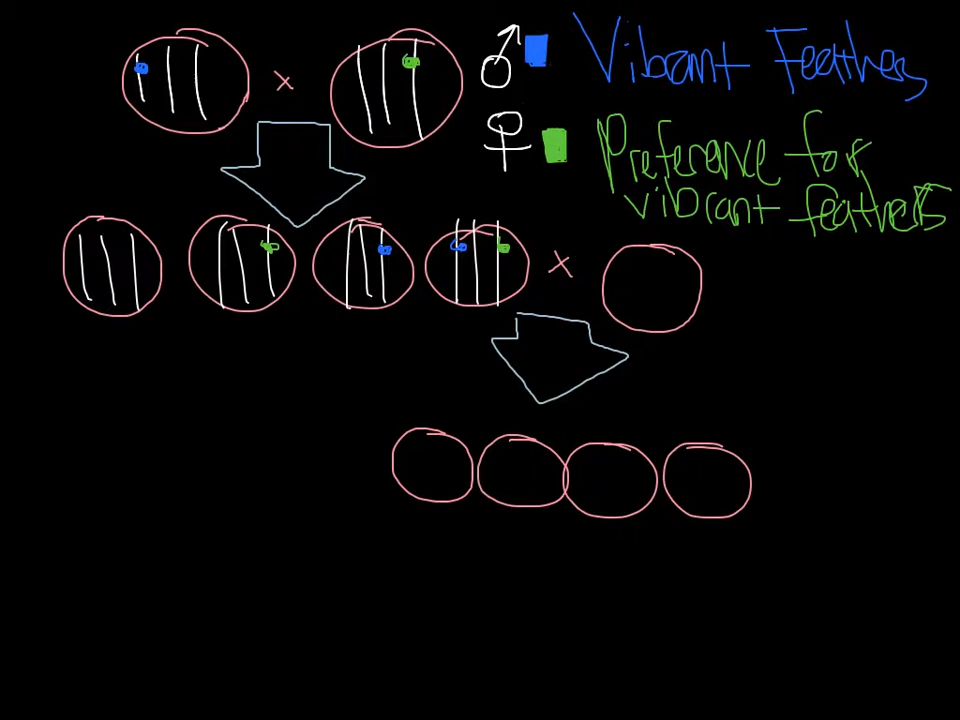 Vibrant Feathers
Preference for
vibrant feathers
x
x